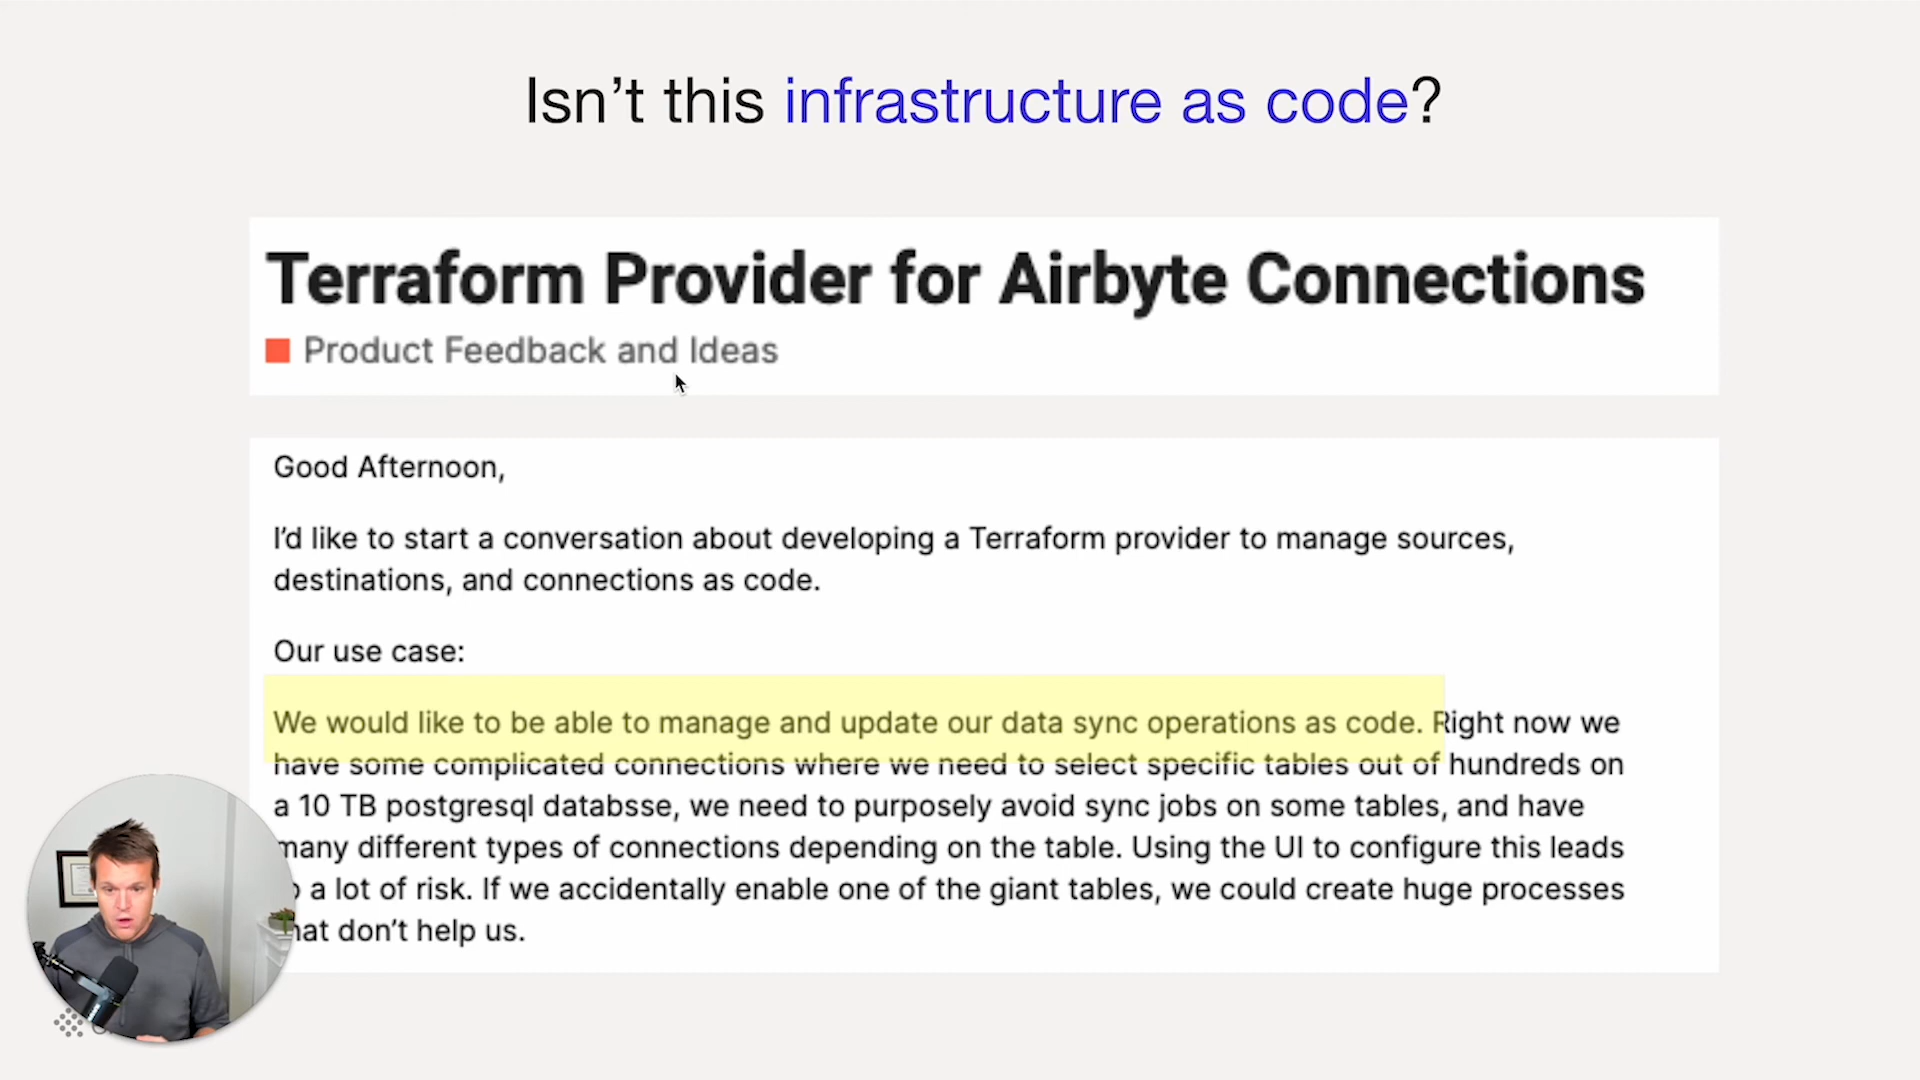 Isn’t this infrastructure as code?
Terraform Provider for Airbyte Connections
Product Feedback and Ideas
Good Afternoon,
I’d like to start a conversation about developing a Terraform provider to manage sources,
destinations, and connections as code.
Our use case:
We would like to be able to manage and update our data sync operations as code. Right now we
have some complicated connections where we need to select specific tables out of hundreds on
a 10 TB postgresql databsse, we need to purposely avoid sync jobs on some tables, and have
many different types of connections depending on the table. Using the UI to configure this leads
a lot of risk. If we accidentally enable one of the giant tables, we could create huge processes
that don’t help us.